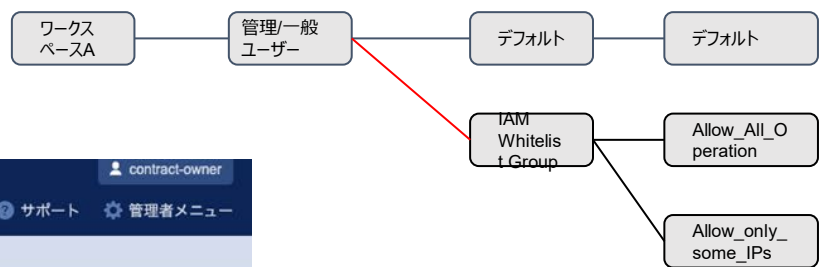 ワークス
ペースA
管理/一般
ユーザー
デフォルト
デフォルト
IAM
Whitelis
t Group
Allow_All_O
peration
Allow_only_
some_IPs
contract-owner
サポート
管理者メニュー